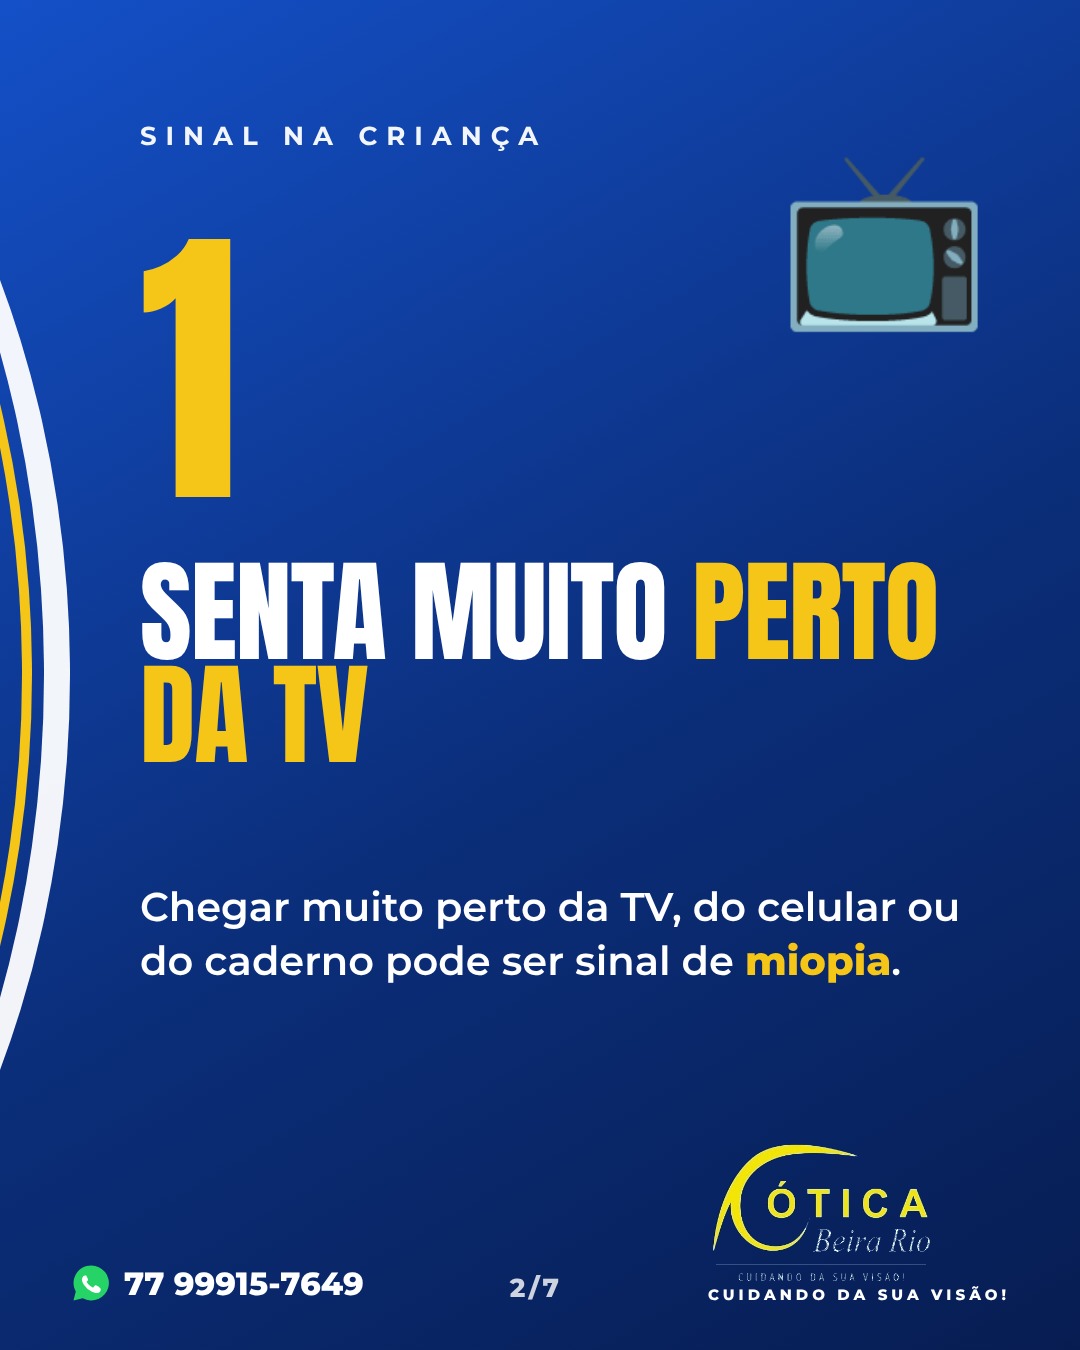 SINAL NA CRIANÇA
1
SENTA MUITO PERTO
DA TV
Chegar muito perto da TV, do celular ou
do caderno pode ser sinal de miopia.
ÓTICA
Beira Rio
CUIDANDO DA SUA VISÃO!
CUIDANDO DA SUA VISÃO!
77 99915-7649
2/7